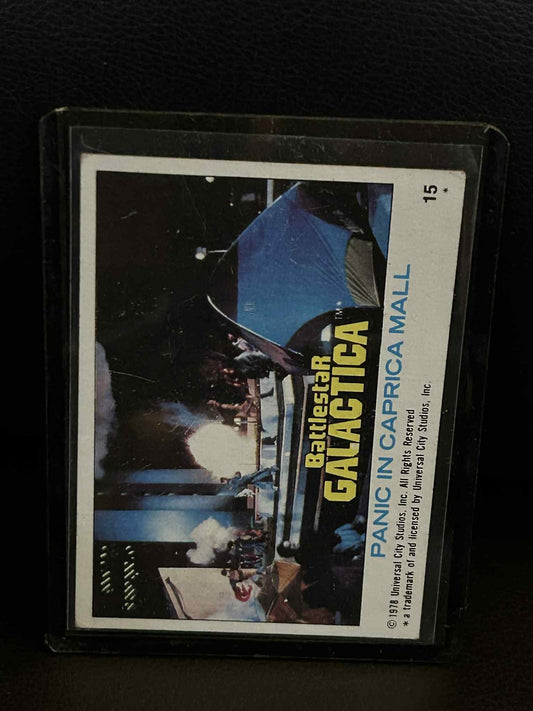 Battlestar
GALACTICA™
PANIC IN CAPRICA MALL
15
*
© 1978 Universal City Studios, Inc. All Rights Reserved
* a trademark of and licensed by Universal City Studios, Inc.